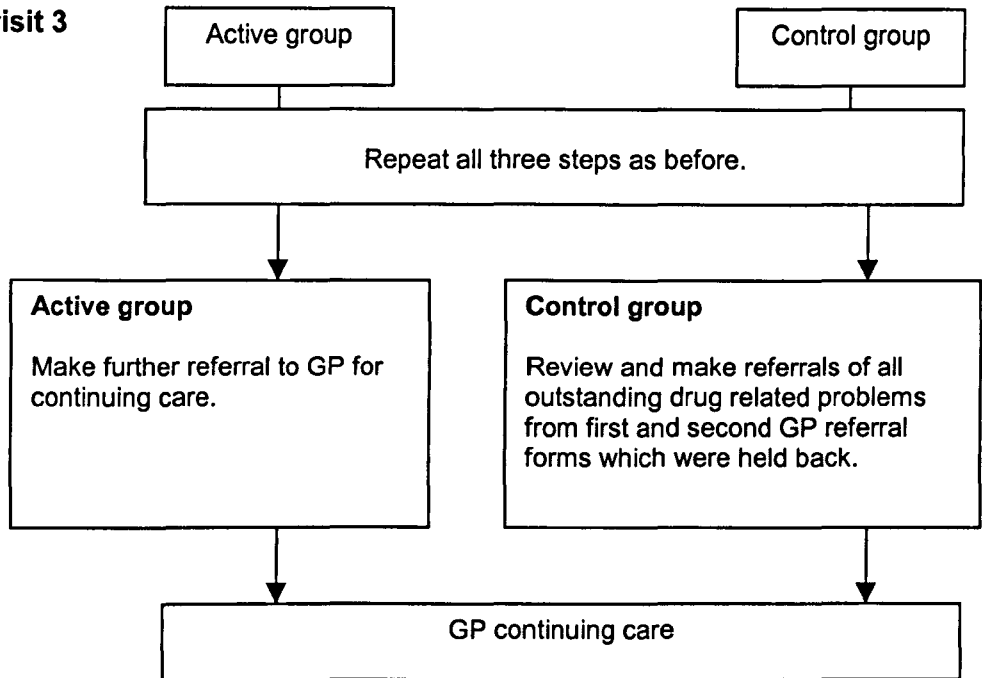 isit 3
Active group
Control group
Repeat all three steps as before.
Active group
Make further referral to GP for
continuing care.
Control group
Review and make referrals of all
outstanding drug related problems
from first and second GP referral
forms which were held back.
GP continuing care